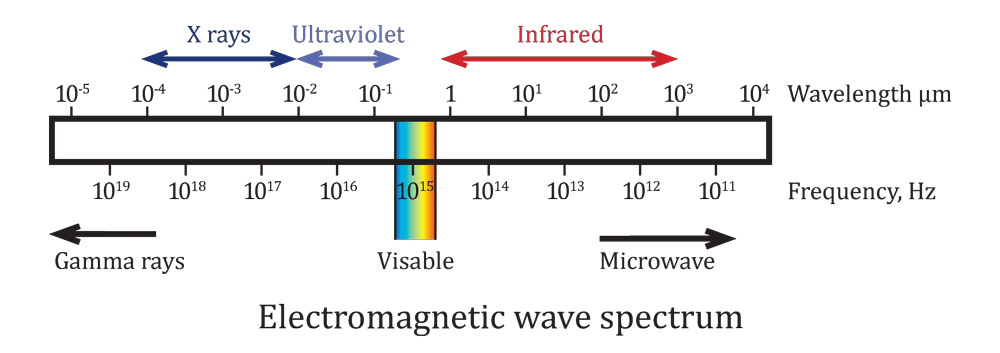 X rays Ultraviolet Infrared
10⁻⁵ 10⁻⁴ 10⁻³ 10⁻² 10⁻¹ 1 10¹ 10² 10³ 10⁴ Wavelength µm
10¹⁹ 10¹⁸ 10¹⁷ 10¹⁶ 10¹⁵ 10¹⁴ 10¹³ 10¹² 10¹¹ Frequency, Hz
Gamma rays Visable Microwave
Electromagnetic wave spectrum